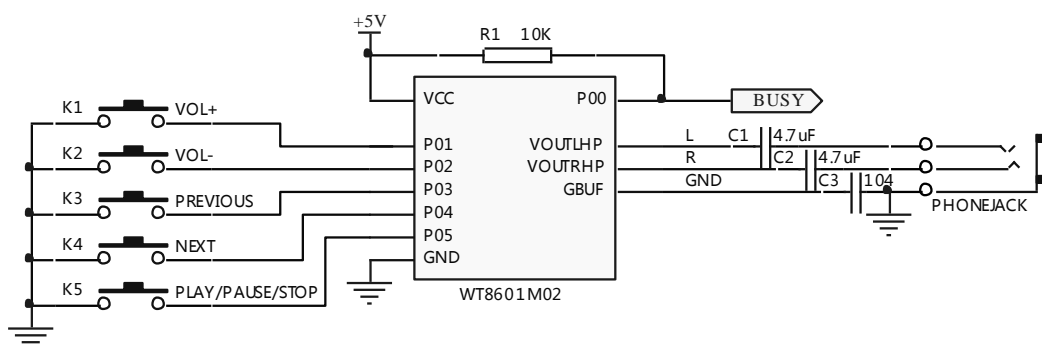 +5V
R1 10K
VCC P00 BUSY
K1 VOL+
P01 VOUTLHP L C1 4.7uF
K2 VOL-
P02 VOUTRHP R C2 4.7uF
P03 GBUF GND C3 104
K3 PREVIOUS
P04
PHONEJACK
K4 NEXT
P05
GND
K5 PLAY/PAUSE/STOP
WT8601M02